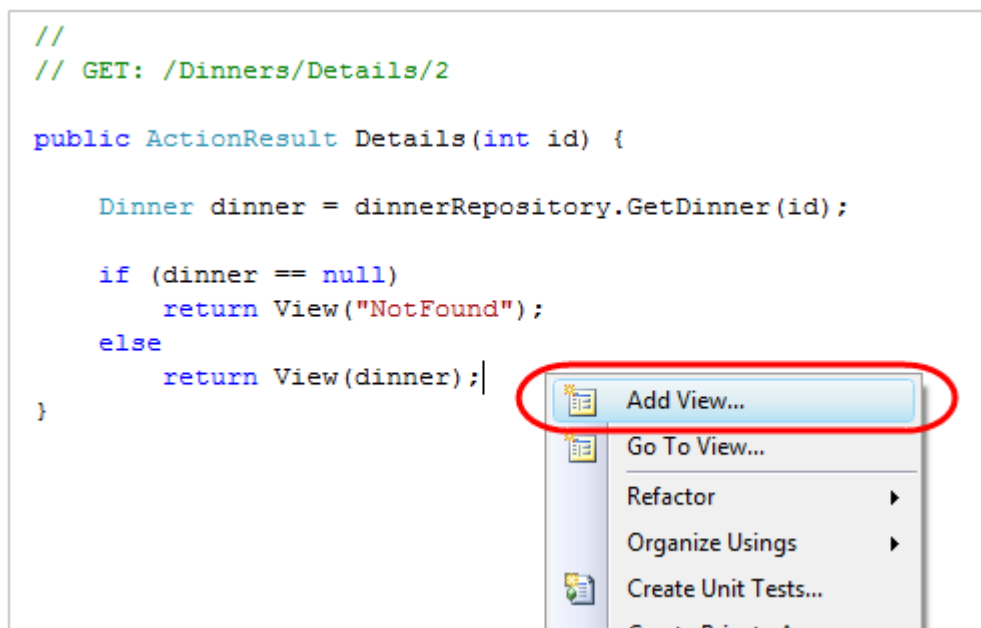 //
// GET: /Dinners/Details/2
public ActionResult Details(int id) {
Dinner dinner = dinnerRepository.GetDinner(id);
if (dinner == null)
return View("NotFound");
else
return View(dinner);
}
Add View...
Go To View...
Refactor
Organize Usings
Create Unit Tests...